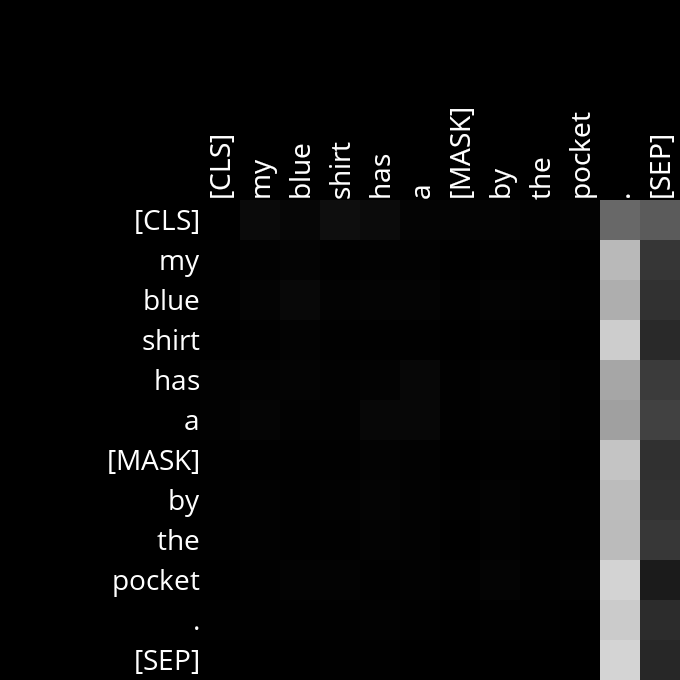 [CLS] my blue shirt has a [MASK] by the pocket . [SEP]
[CLS]
my
blue
shirt
has
a
[MASK]
by
the
pocket
.
[SEP]